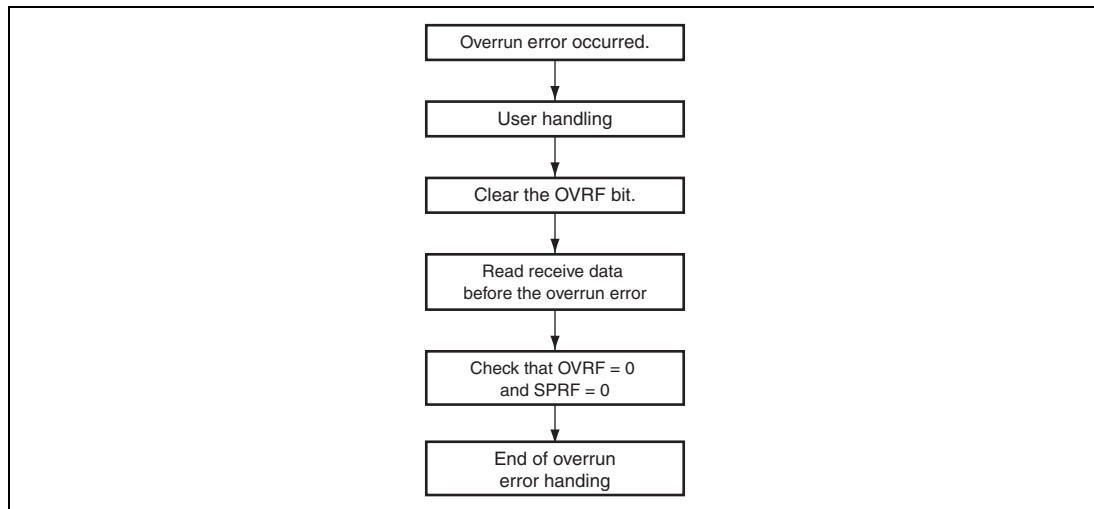 Overrun error occurred.
User handling
Clear the OVRF bit.
Read receive data
before the overrun error
Check that OVRF = 0
and SPRF = 0
End of overrun
error handing